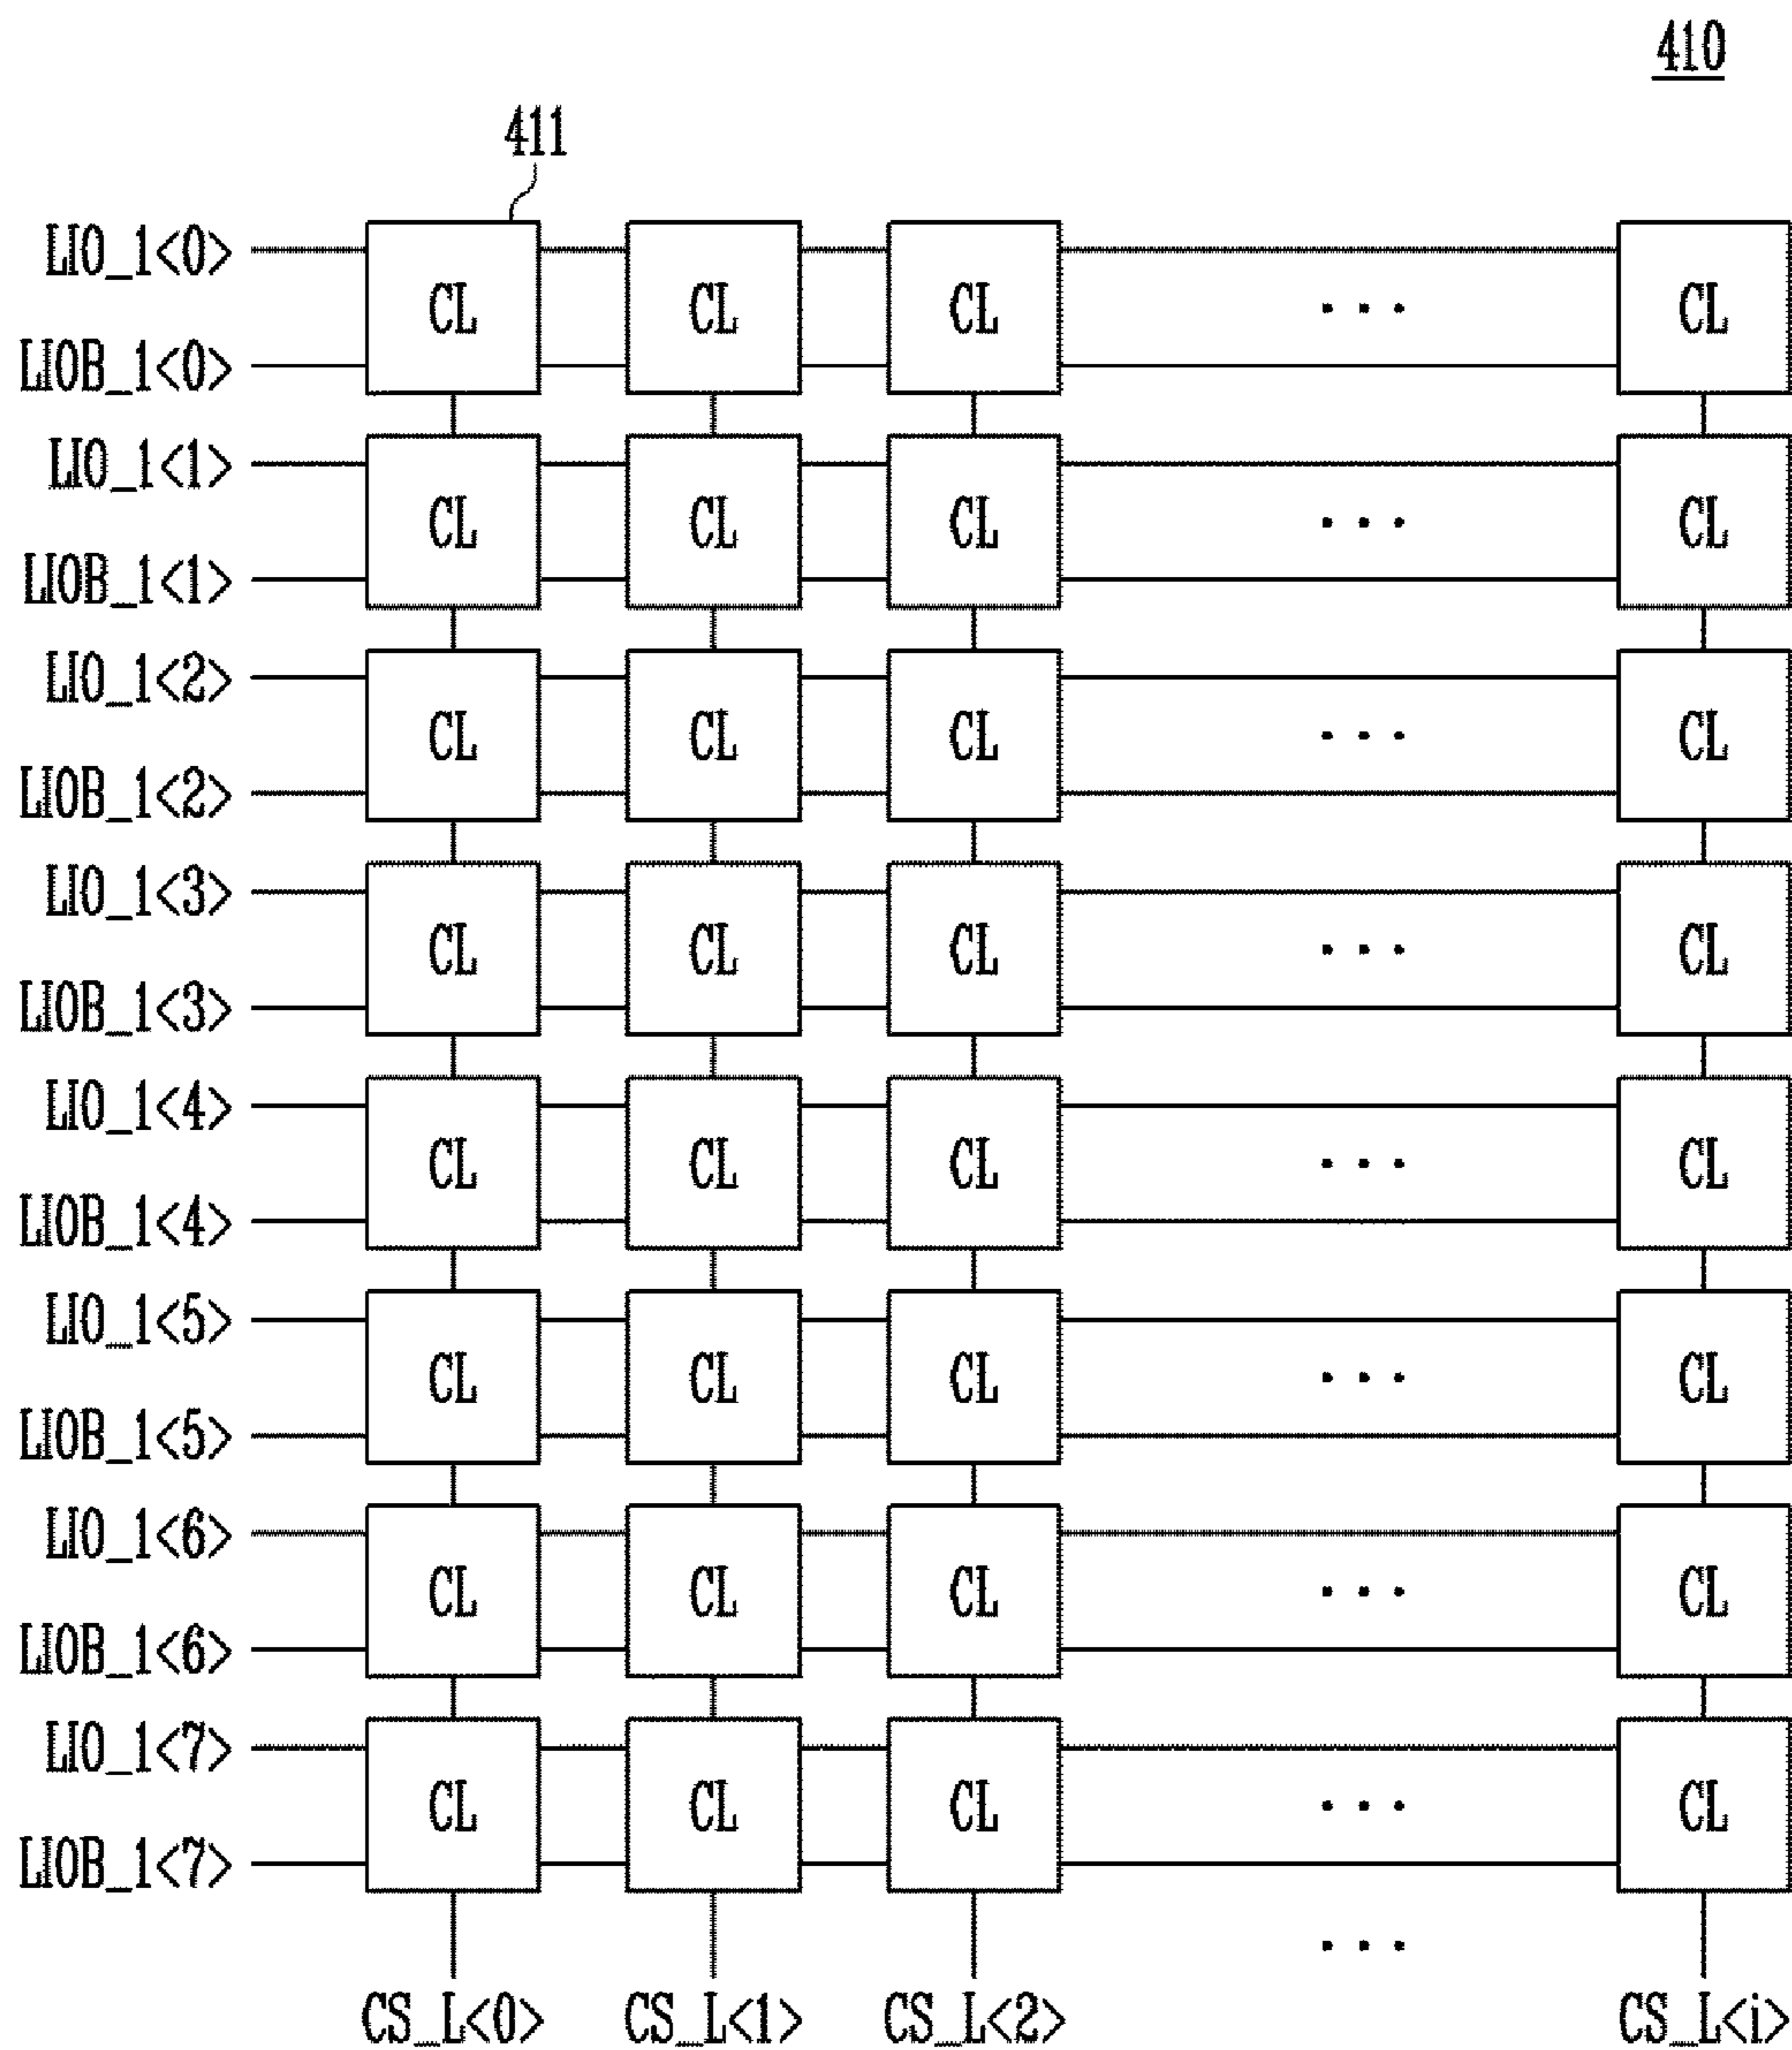 410
411
LIO_1<0>
CL CL CL ... CL
LIOB_1<0>
LIO_1<1>
CL CL CL ... CL
LIOB_1<1>
LIO_1<2>
CL CL CL ... CL
LIOB_1<2>
LIO_1<3>
CL CL CL ... CL
LIOB_1<3>
LIO_1<4>
CL CL CL ... CL
LIOB_1<4>
LIO_1<5>
CL CL CL ... CL
LIOB_1<5>
LIO_1<6>
CL CL CL ... CL
LIOB_1<6>
LIO_1<7>
CL CL CL ... CL
LIOB_1<7>
...
CS_L<0> CS_L<1> CS_L<2> CS_L<i>